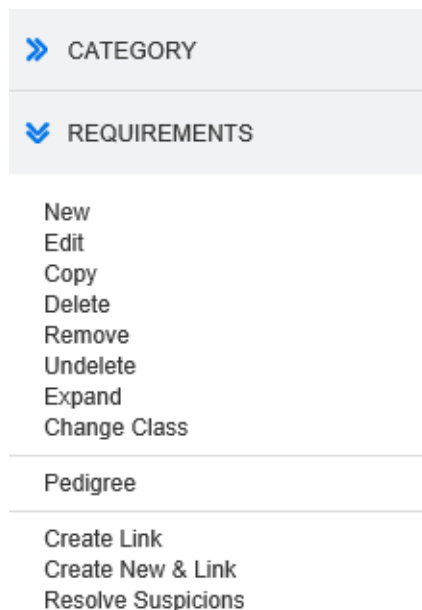 CATEGORY
REQUIREMENTS
New
Edit
Copy
Delete
Remove
Undelete
Expand
Change Class
Pedigree
Create Link
Create New & Link
Resolve Suspicions